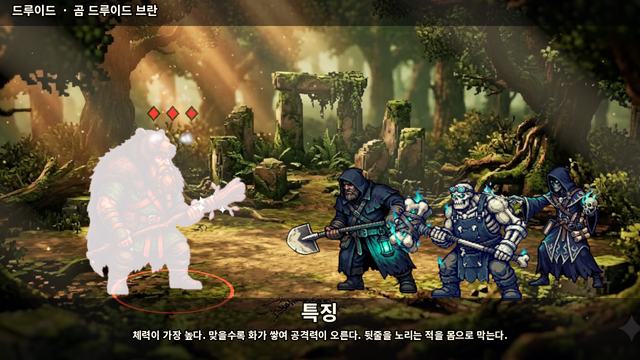 드루이드 · 곰 드루이드 브란
특징
체력이 가장 높다. 맞을수록 화가 쌓여 공격력이 오른다. 뒷줄을 노리는 적을 몸으로 막는다.